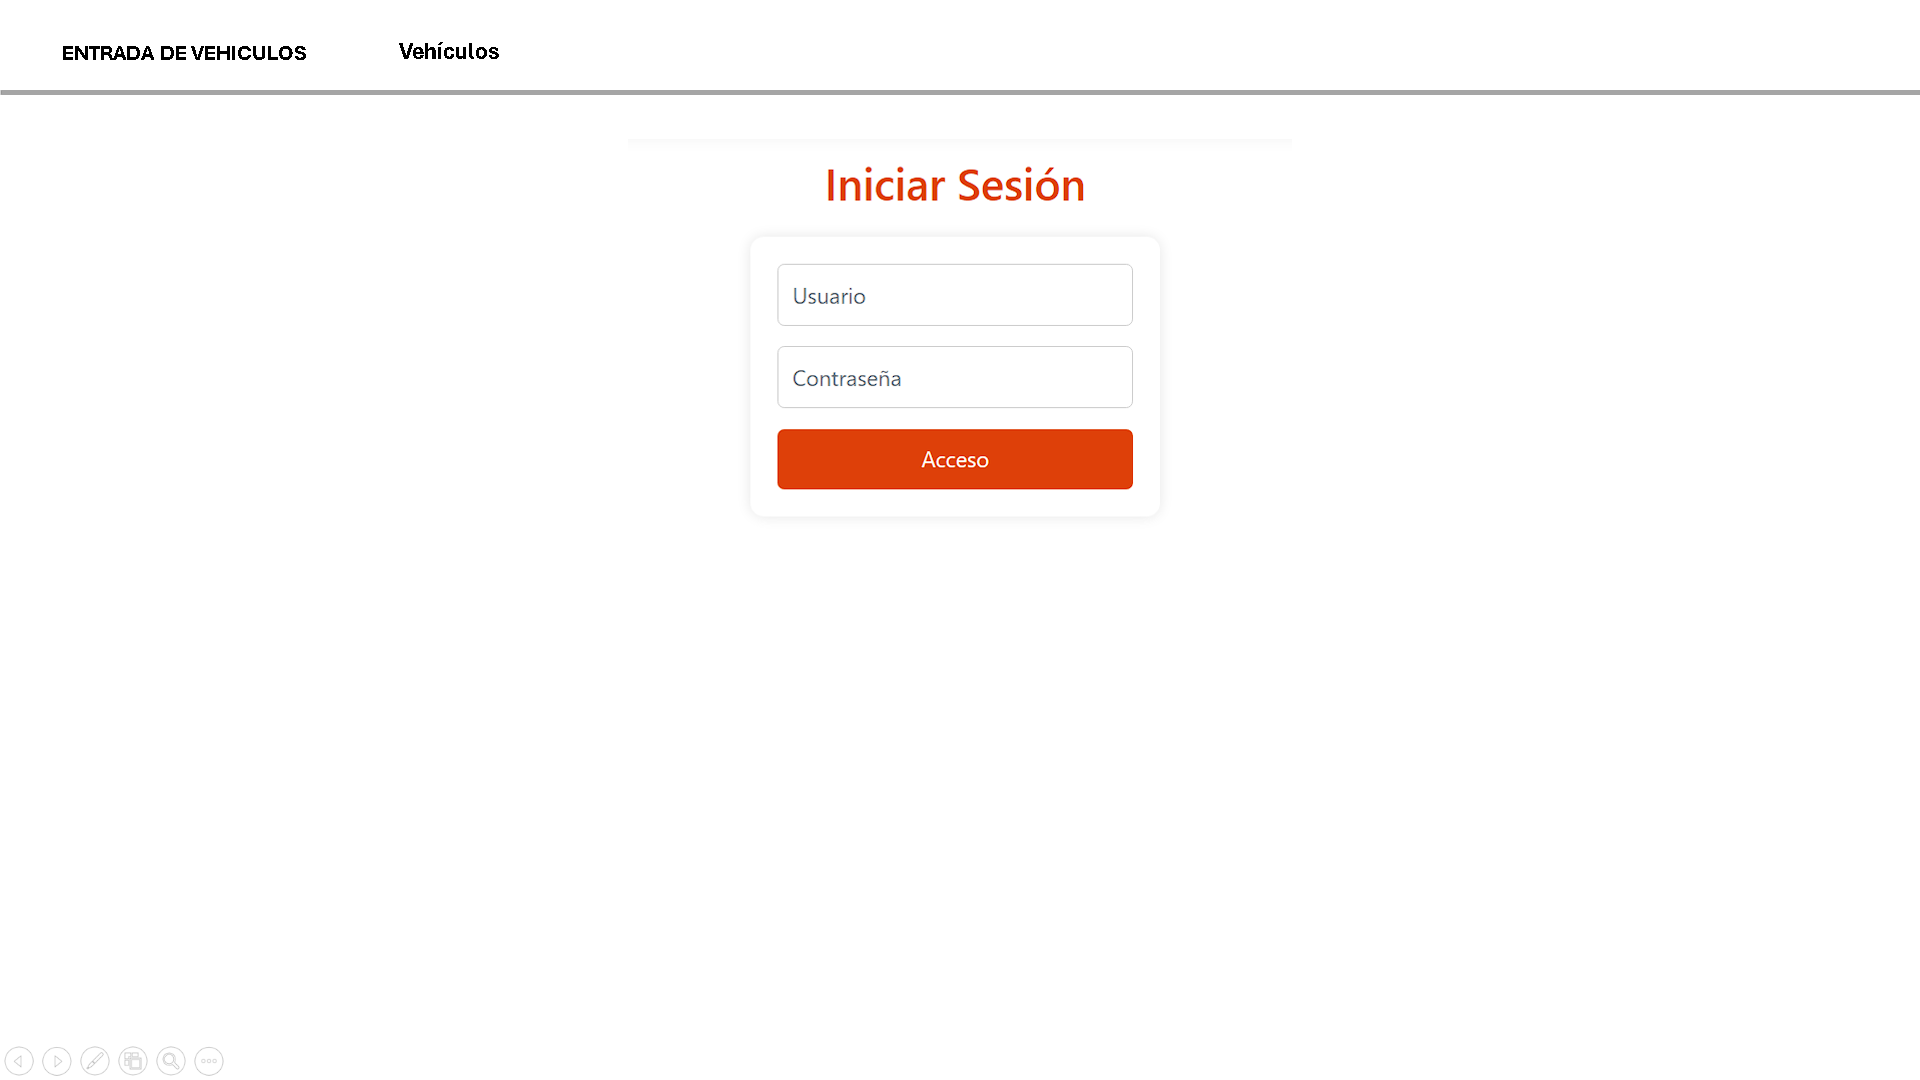 ENTRADA DE VEHICULOS
Vehículos
Iniciar Sesión
Usuario
Contraseña
Acceso